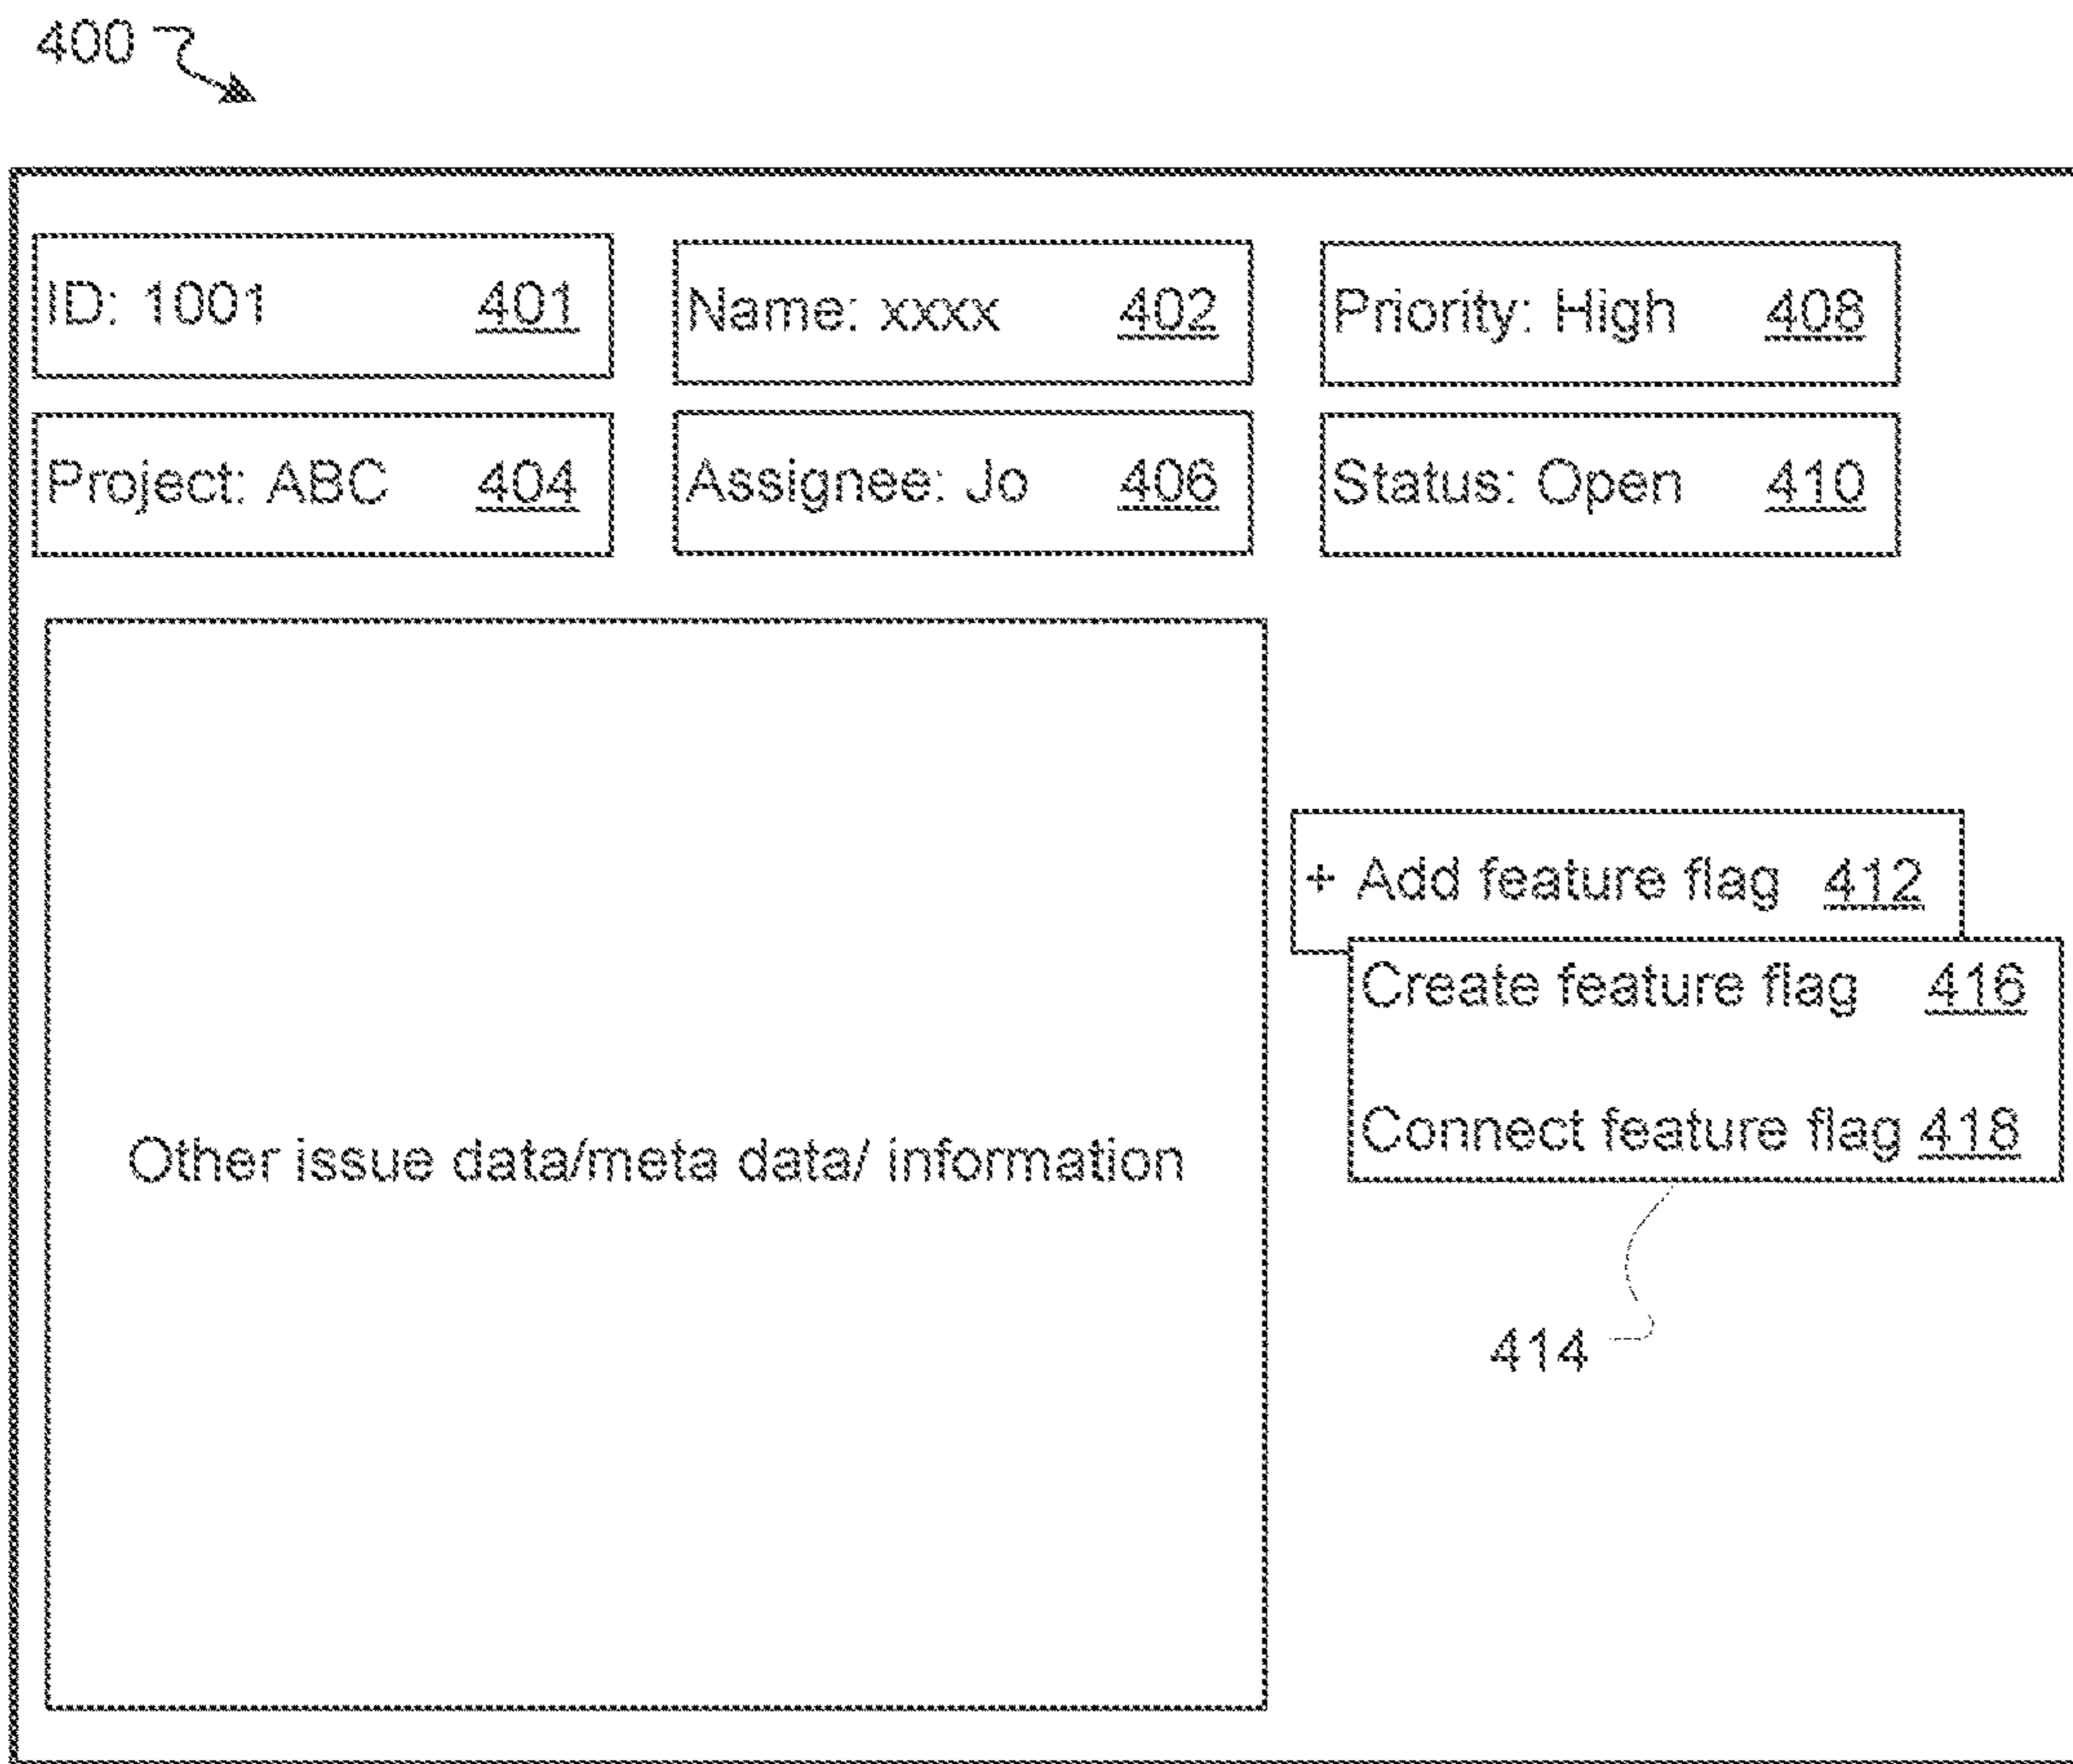 400
ID: 1001 401
Name: xxxx 402
Priority: High 408
Project: ABC 404
Assignee: Jo 406
Status: Open 410
+ Add feature flag 412
Create feature flag 416
Connect feature flag 418
Other issue data/meta data/ information
414